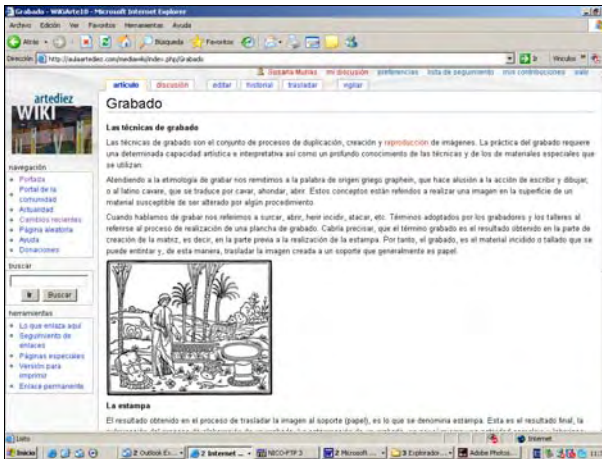 Grabado - WikiArte10 - Microsoft Internet Explorer
Archivo Edición Ver Favoritos Herramientas Ayuda
Atrás Búsqueda Favoritos
Dirección http://aulaartediez.com/mediawiki/index.php/Grabado Ir Vínculos
Susana Muñiks mi discusión preferencias lista de seguimiento mis contribuciones salir
artículo discusión editar historial trasladar vigilar
artediez
WIKI
Grabado
Las técnicas de grabado
Las técnicas de grabado son el conjunto de procesos de duplicación, creación y reproducción de imágenes. La práctica del grabado requiere
una determinada capacidad artística e interpretativa así como un profundo conocimiento de las técnicas y de los de materiales especiales que
se utilizan.
Atendiendo a la etimología de grabar nos remitimos a la palabra de origen griego graphein, que hace alusión a la acción de escribir y dibujar,
o al latino cavare, que se traduce por cavar, ahondar, abrir. Estos conceptos están referidos a realizar una imagen en la superficie de un
material susceptible de ser alterado por algún procedimiento.
Cuando hablamos de grabar nos referimos a surcar, abrir, herir incidir, atacar, etc. Términos adoptados por los grabadores y los talleres al
referirse al proceso de realización de una plancha de grabado. Cabría precisar, que el término grabado es el resultado obtenido en la parte de
creación de la matriz, es decir, en la parte previa a la realización de la estampa. Por tanto, el grabado, es el material incidido o tallado que se
puede entintar y, de esta manera, trasladar la imagen creada a un soporte que generalmente es papel.
La estampa
El resultado obtenido en el proceso de trasladar la imagen al soporte (papel), es lo que se denomina estampa. Esta es el resultado final, la
navegación
Portada
Portal de la
comunidad
Actualidad
Cambios recientes
Página aleatoria
Ayuda
Donaciones
buscar
Ir Buscar
herramientas
Lo que enlaza aquí
Seguimiento de
enlaces
Páginas especiales
Versión para
imprimir
Enlace permanente
Listo Internet
Inicio 2 Outlook Ex... 2 Internet ... NICO-PTP 3 2 Microsoft ... 3 Explorador... Adobe Photos...